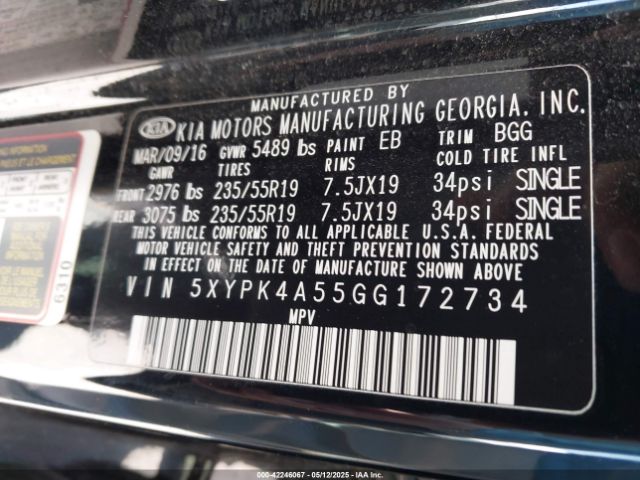 MANUFACTURED BY
KIA KIA MOTORS MANUFACTURING GEORGIA. INC.
MAR/09/16 GVWR 5489 lbs PAINT EB TRIM BGG
GAWR TIRES RIMS COLD TIRE INFL
FRONT 2976 lbs 235/55R19 7.5JX19 34psi SINGLE
REAR 3075 lbs 235/55R19 7.5JX19 34psi SINGLE
THIS VEHICLE CONFORMS TO ALL APPLICABLE U.S.A. FEDERAL
MOTOR VEHICLE SAFETY AND THEFT PREVENTION STANDARDS
IN EFFECT ON THE DATE OF MANUFACTURE SHOWN ABOVE
VIN 5XYPK4A55GG172734
MPV
6310
000-42246067 - 05/12/2025 - IAA Inc.